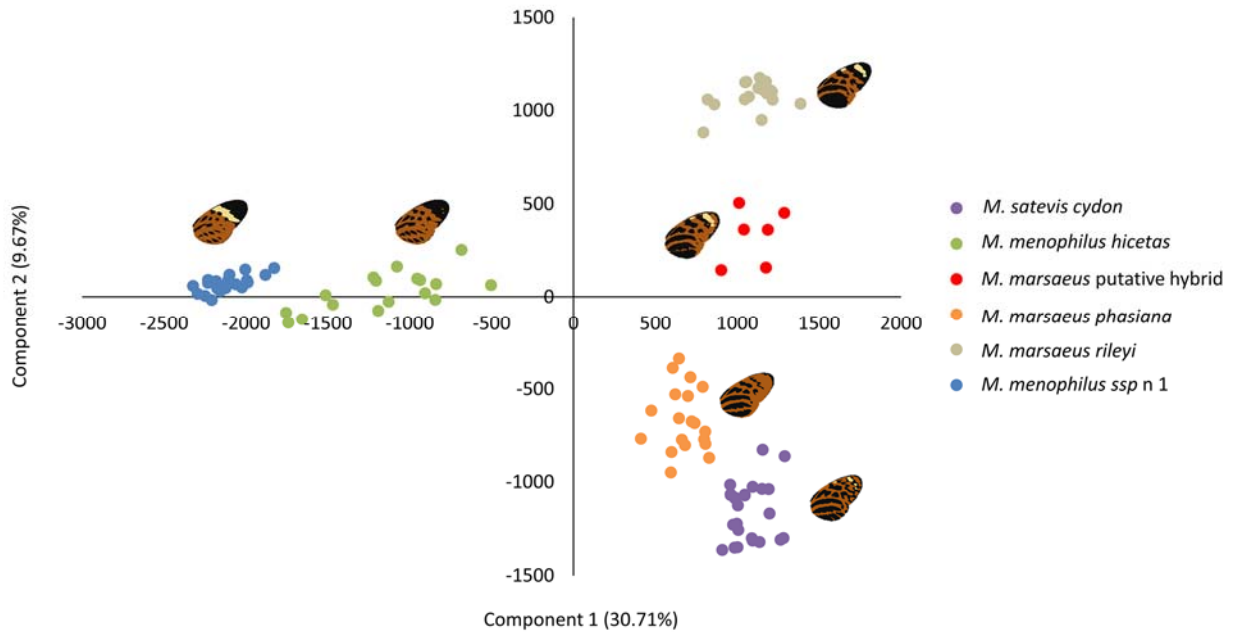 1500
1000
500
0
-3000 -2500 -2000 -1500 -1000 -500 0 500 1000 1500 2000
-500
-1000
-1500
Component 2 (9.67%)
Component 1 (30.71%)
M. satevis cydon
M. menophilus hicetas
M. marsaeus putative hybrid
M. marsaeus phasiana
M. marsaeus rileyi
M. menophilus ssp n 1